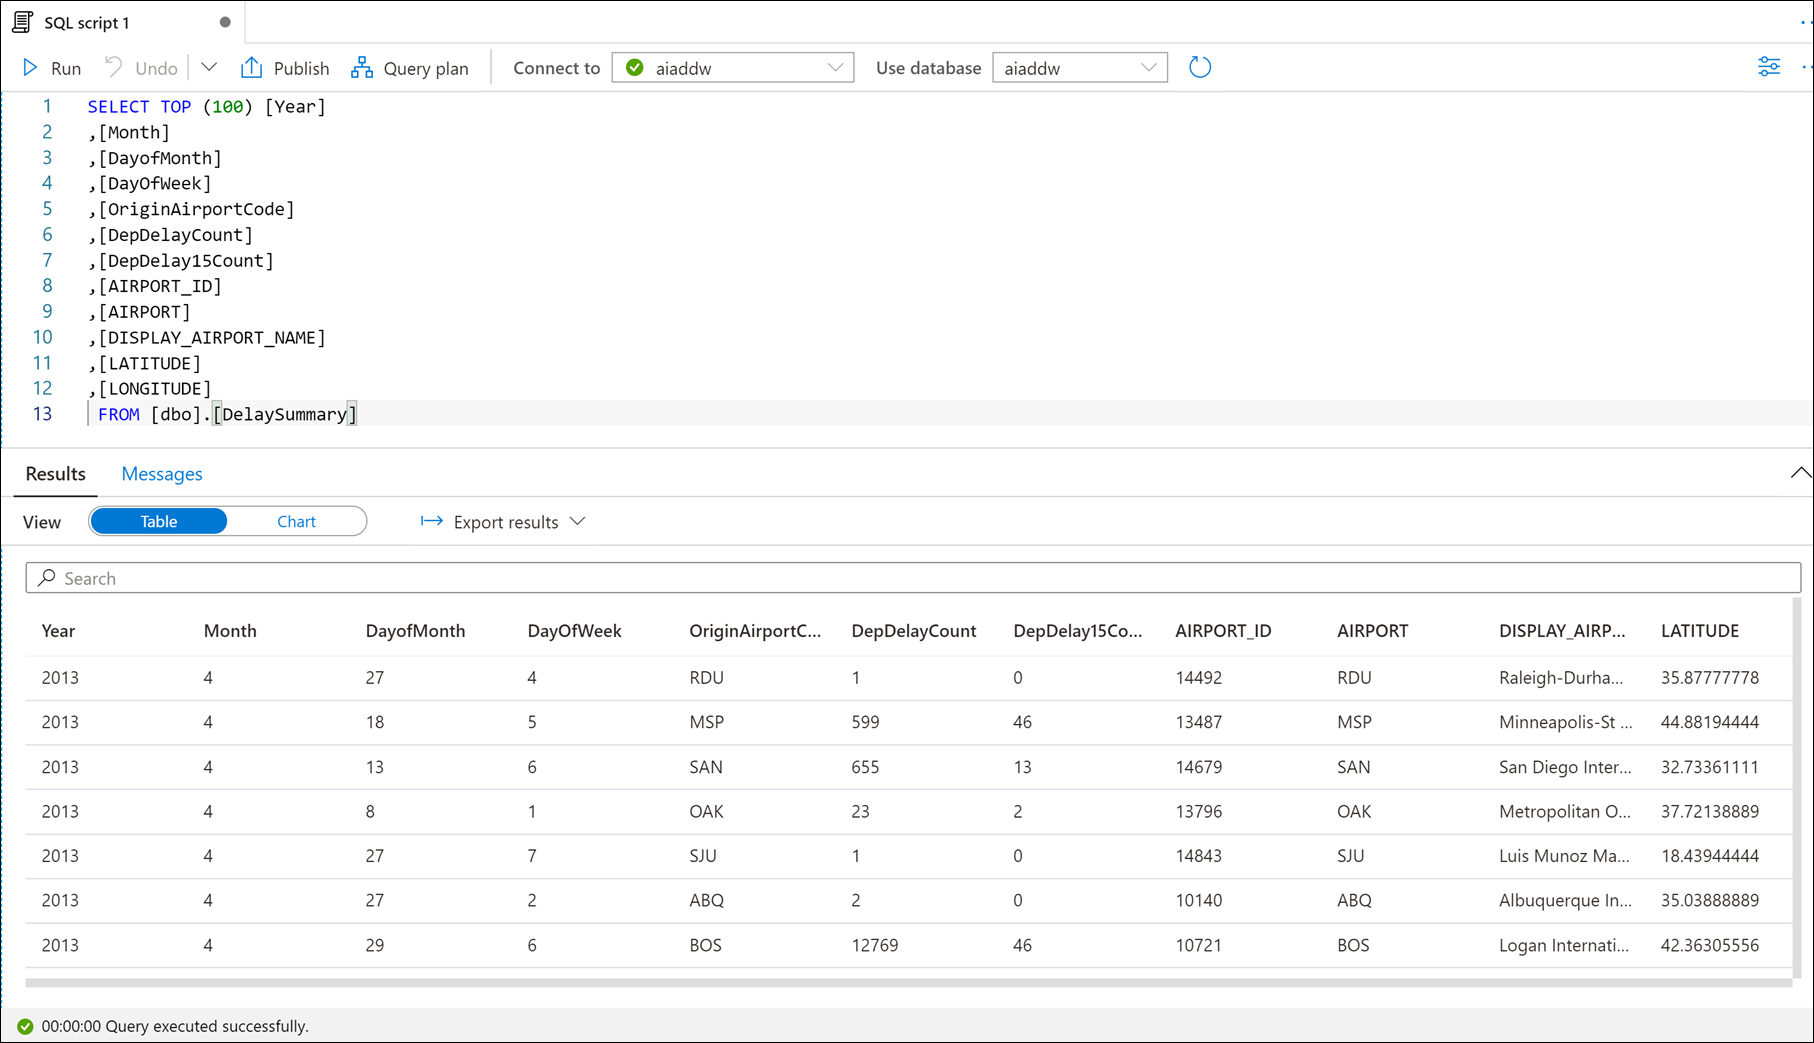 SQL script 1
Run Undo Publish Query plan Connect to aiaddw Use database aiaddw
1 SELECT TOP (100) [Year]
2 ,[Month]
3 ,[DayofMonth]
4 ,[DayOfWeek]
5 ,[OriginAirportCode]
6 ,[DepDelayCount]
7 ,[DepDelay15Count]
8 ,[AIRPORT_ID]
9 ,[AIRPORT]
10 ,[DISPLAY_AIRPORT_NAME]
11 ,[LATITUDE]
12 ,[LONGITUDE]
13 FROM [dbo].[DelaySummary]
Results Messages
View Table Chart Export results
Search
Year Month DayofMonth DayOfWeek OriginAirportC... DepDelayCount DepDelay15Co... AIRPORT_ID AIRPORT DISPLAY_AIRP... LATITUDE
2013 4 27 4 RDU 1 0 14492 RDU Raleigh-Durha... 35.87777778
2013 4 18 5 MSP 599 46 13487 MSP Minneapolis-St ... 44.88194444
2013 4 13 6 SAN 655 13 14679 SAN San Diego Inter... 32.73361111
2013 4 8 1 OAK 23 2 13796 OAK Metropolitan O... 37.72138889
2013 4 27 7 SJU 1 0 14843 SJU Luis Munoz Ma... 18.43944444
2013 4 27 2 ABQ 2 0 10140 ABQ Albuquerque In... 35.03888889
2013 4 29 6 BOS 12769 46 10721 BOS Logan Internati... 42.36305556
00:00:00 Query executed successfully.